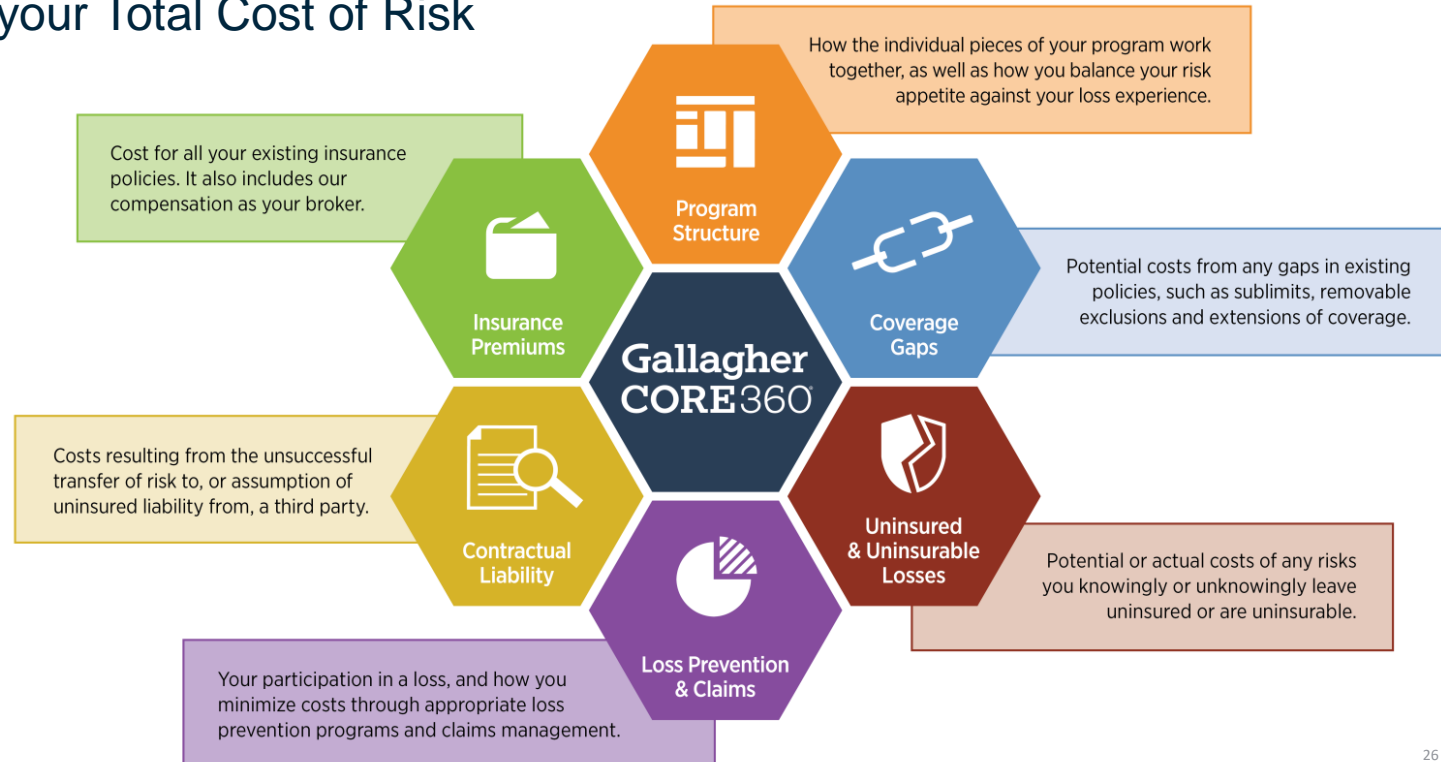 your Total Cost of Risk
How the individual pieces of your program work
together, as well as how you balance your risk
appetite against your loss experience.
Program
Structure
Cost for all your existing insurance
policies. It also includes our
compensation as your broker.
Insurance
Premiums
Potential costs from any gaps in existing
policies, such as sublimits, removable
exclusions and extensions of coverage.
Coverage
Gaps
Gallagher
CORE360®
Costs resulting from the unsuccessful
transfer of risk to, or assumption of
uninsured liability from, a third party.
Contractual
Liability
Uninsured
& Uninsurable
Losses
Potential or actual costs of any risks
you knowingly or unknowingly leave
uninsured or are uninsurable.
Loss Prevention
& Claims
Your participation in a loss, and how you
minimize costs through appropriate loss
prevention programs and claims management.
26